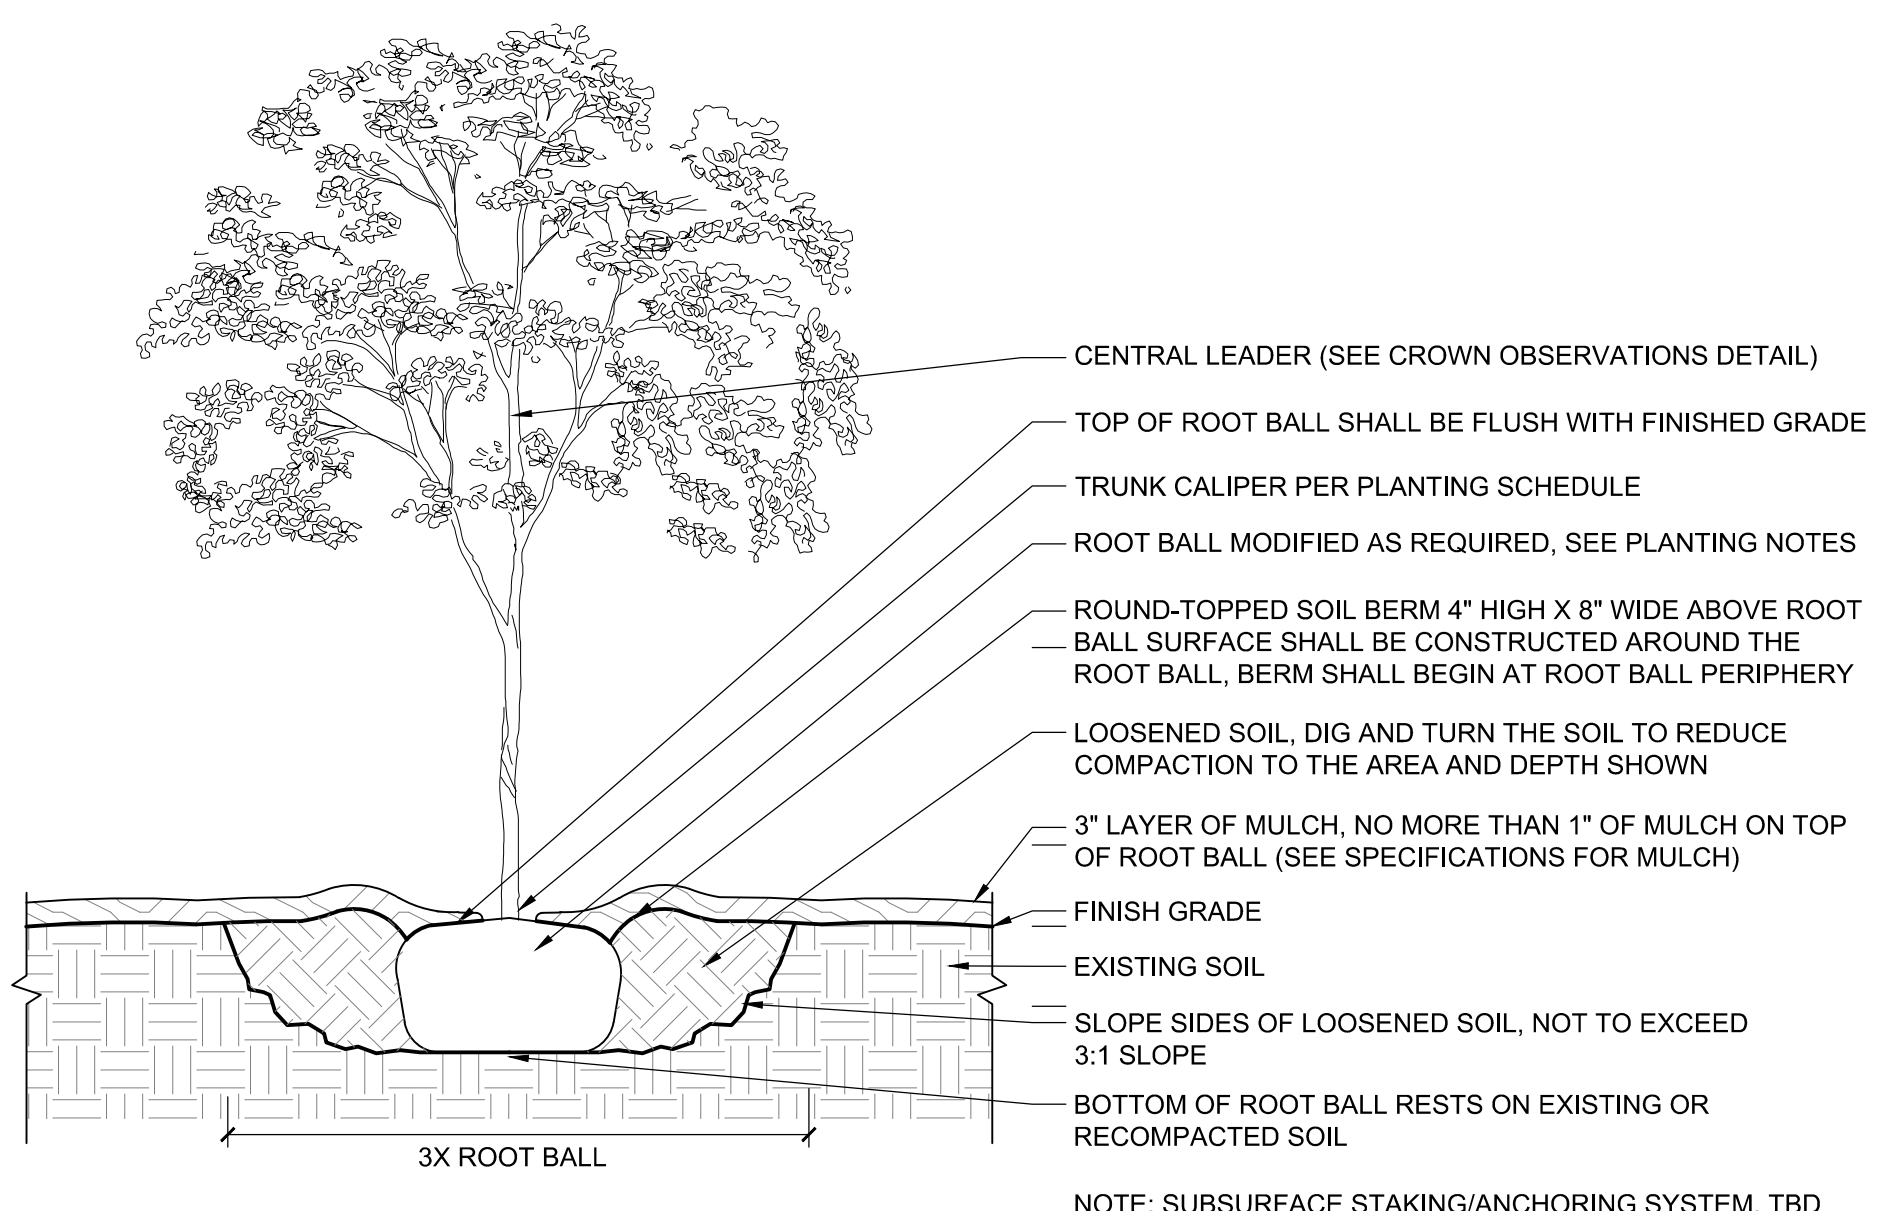 CENTRAL LEADER (SEE CROWN OBSERVATIONS DETAIL)
TOP OF ROOT BALL SHALL BE FLUSH WITH FINISHED GRADE
TRUNK CALIPER PER PLANTING SCHEDULE
ROOT BALL MODIFIED AS REQUIRED, SEE PLANTING NOTES
ROUND-TOPPED SOIL BERM 4" HIGH X 8" WIDE ABOVE ROOT
BALL SURFACE SHALL BE CONSTRUCTED AROUND THE
ROOT BALL, BERM SHALL BEGIN AT ROOT BALL PERIPHERY
LOOSENED SOIL, DIG AND TURN THE SOIL TO REDUCE
COMPACTION TO THE AREA AND DEPTH SHOWN
3" LAYER OF MULCH, NO MORE THAN 1" OF MULCH ON TOP
OF ROOT BALL (SEE SPECIFICATIONS FOR MULCH)
FINISH GRADE
EXISTING SOIL
SLOPE SIDES OF LOOSENED SOIL, NOT TO EXCEED
3:1 SLOPE
BOTTOM OF ROOT BALL RESTS ON EXISTING OR
RECOMPACTED SOIL
3X ROOT BALL
NOTE: SUBSURFACE STAKING/ANCHORING SYSTEM, TBD